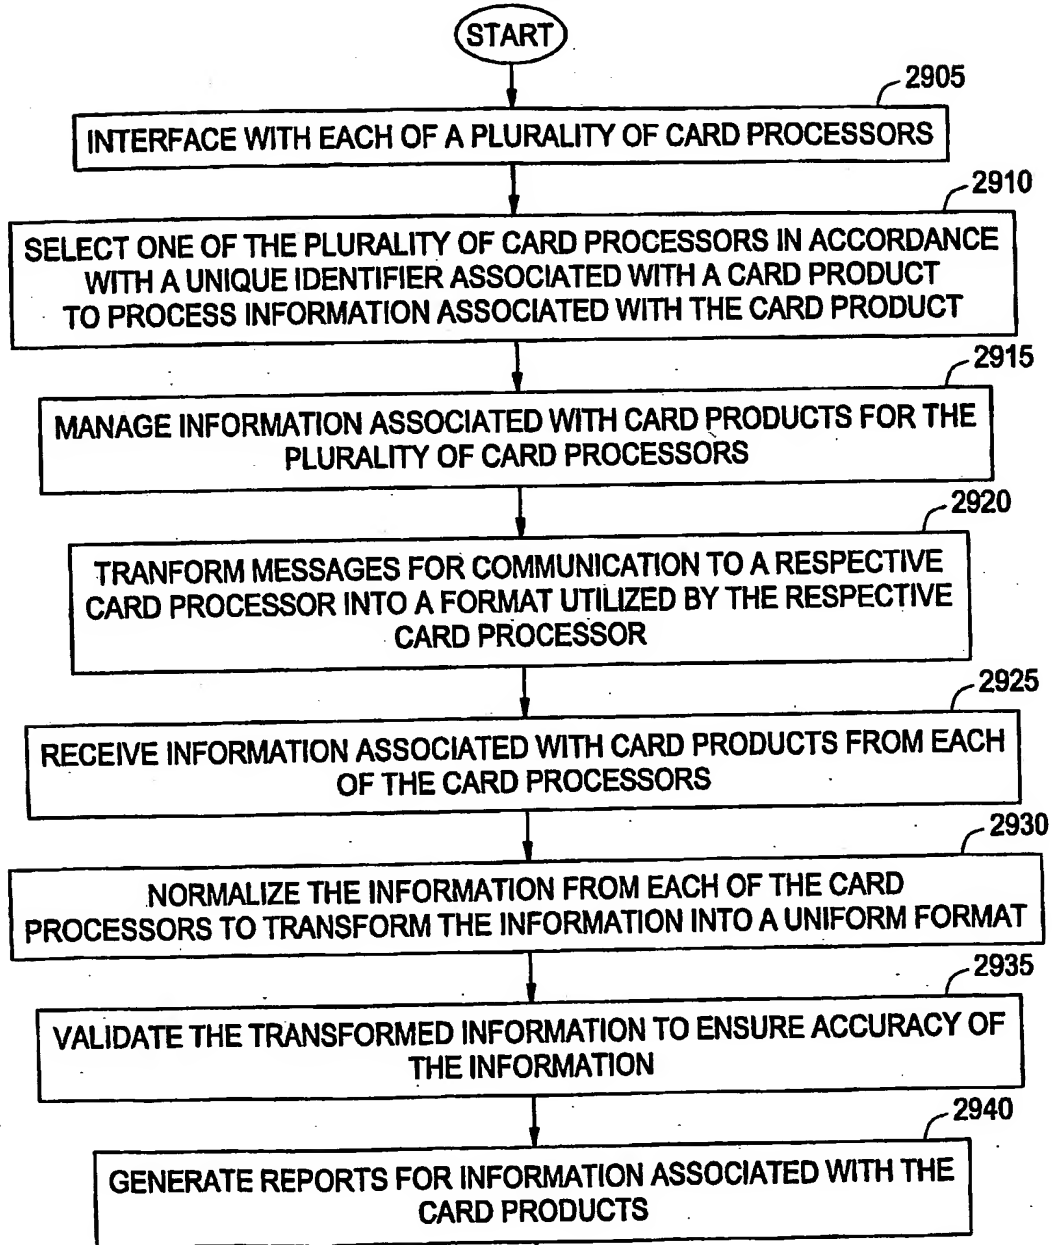 START
2905
INTERFACE WITH EACH OF A PLURALITY OF CARD PROCESSORS
2910
SELECT ONE OF THE PLURALITY OF CARD PROCESSORS IN ACCORDANCE
WITH A UNIQUE IDENTIFIER ASSOCIATED WITH A CARD PRODUCT
TO PROCESS INFORMATION ASSOCIATED WITH THE CARD PRODUCT
2915
MANAGE INFORMATION ASSOCIATED WITH CARD PRODUCTS FOR THE
PLURALITY OF CARD PROCESSORS
2920
TRANFORM MESSAGES FOR COMMUNICATION TO A RESPECTIVE
CARD PROCESSOR INTO A FORMAT UTILIZED BY THE RESPECTIVE
CARD PROCESSOR
2925
RECEIVE INFORMATION ASSOCIATED WITH CARD PRODUCTS FROM EACH
OF THE CARD PROCESSORS
2930
NORMALIZE THE INFORMATION FROM EACH OF THE CARD
PROCESSORS TO TRANSFORM THE INFORMATION INTO A UNIFORM FORMAT
2935
VALIDATE THE TRANSFORMED INFORMATION TO ENSURE ACCURACY OF
THE INFORMATION
2940
GENERATE REPORTS FOR INFORMATION ASSOCIATED WITH THE
CARD PRODUCTS